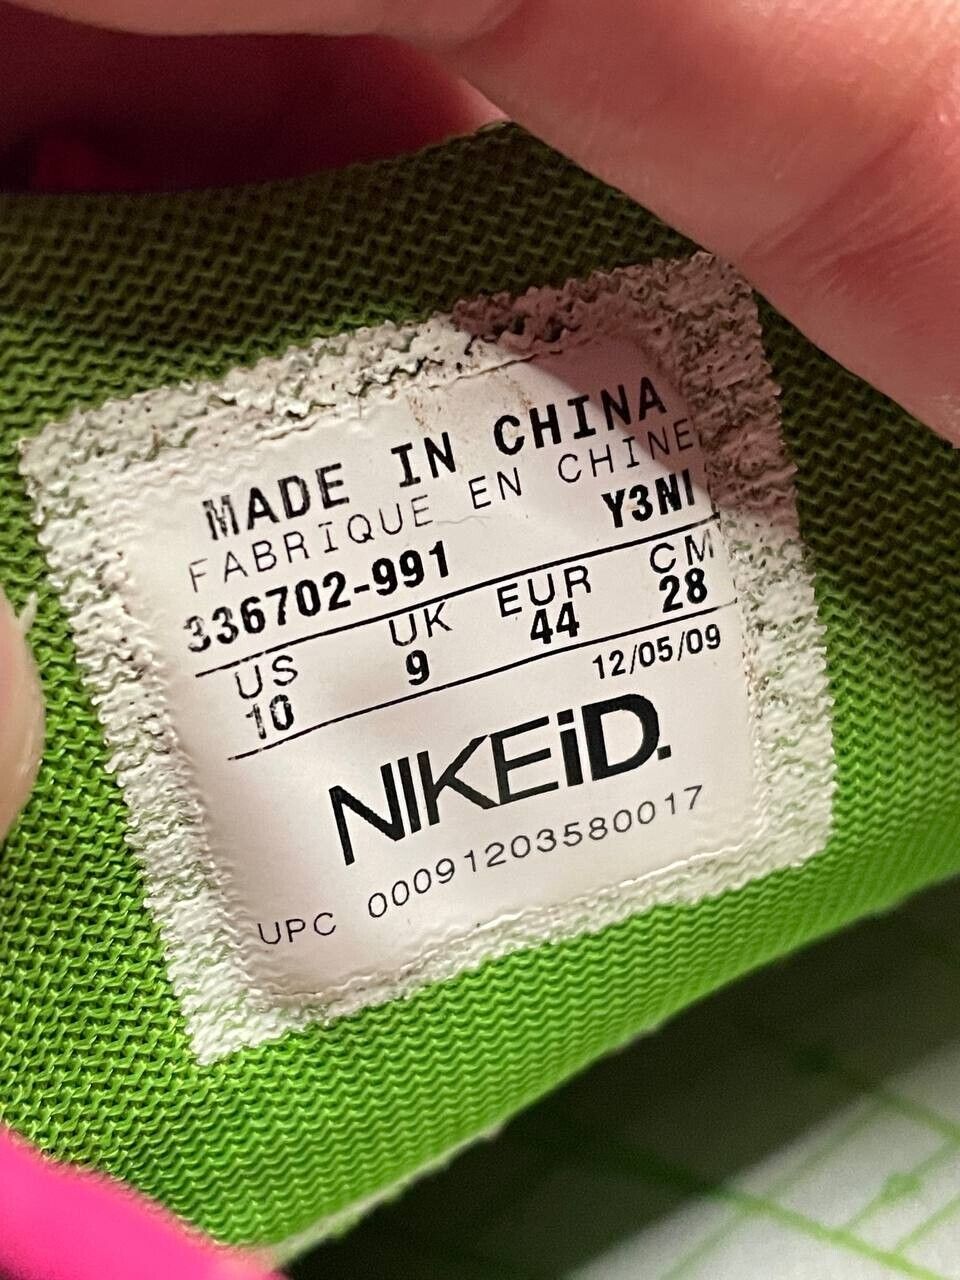 MADE IN CHINA
FABRIQUE EN CHINE
336702-991 Y3NI
US UK EUR CM
10 9 44 28
12/05/09
NIKEiD.
UPC 00091203580017